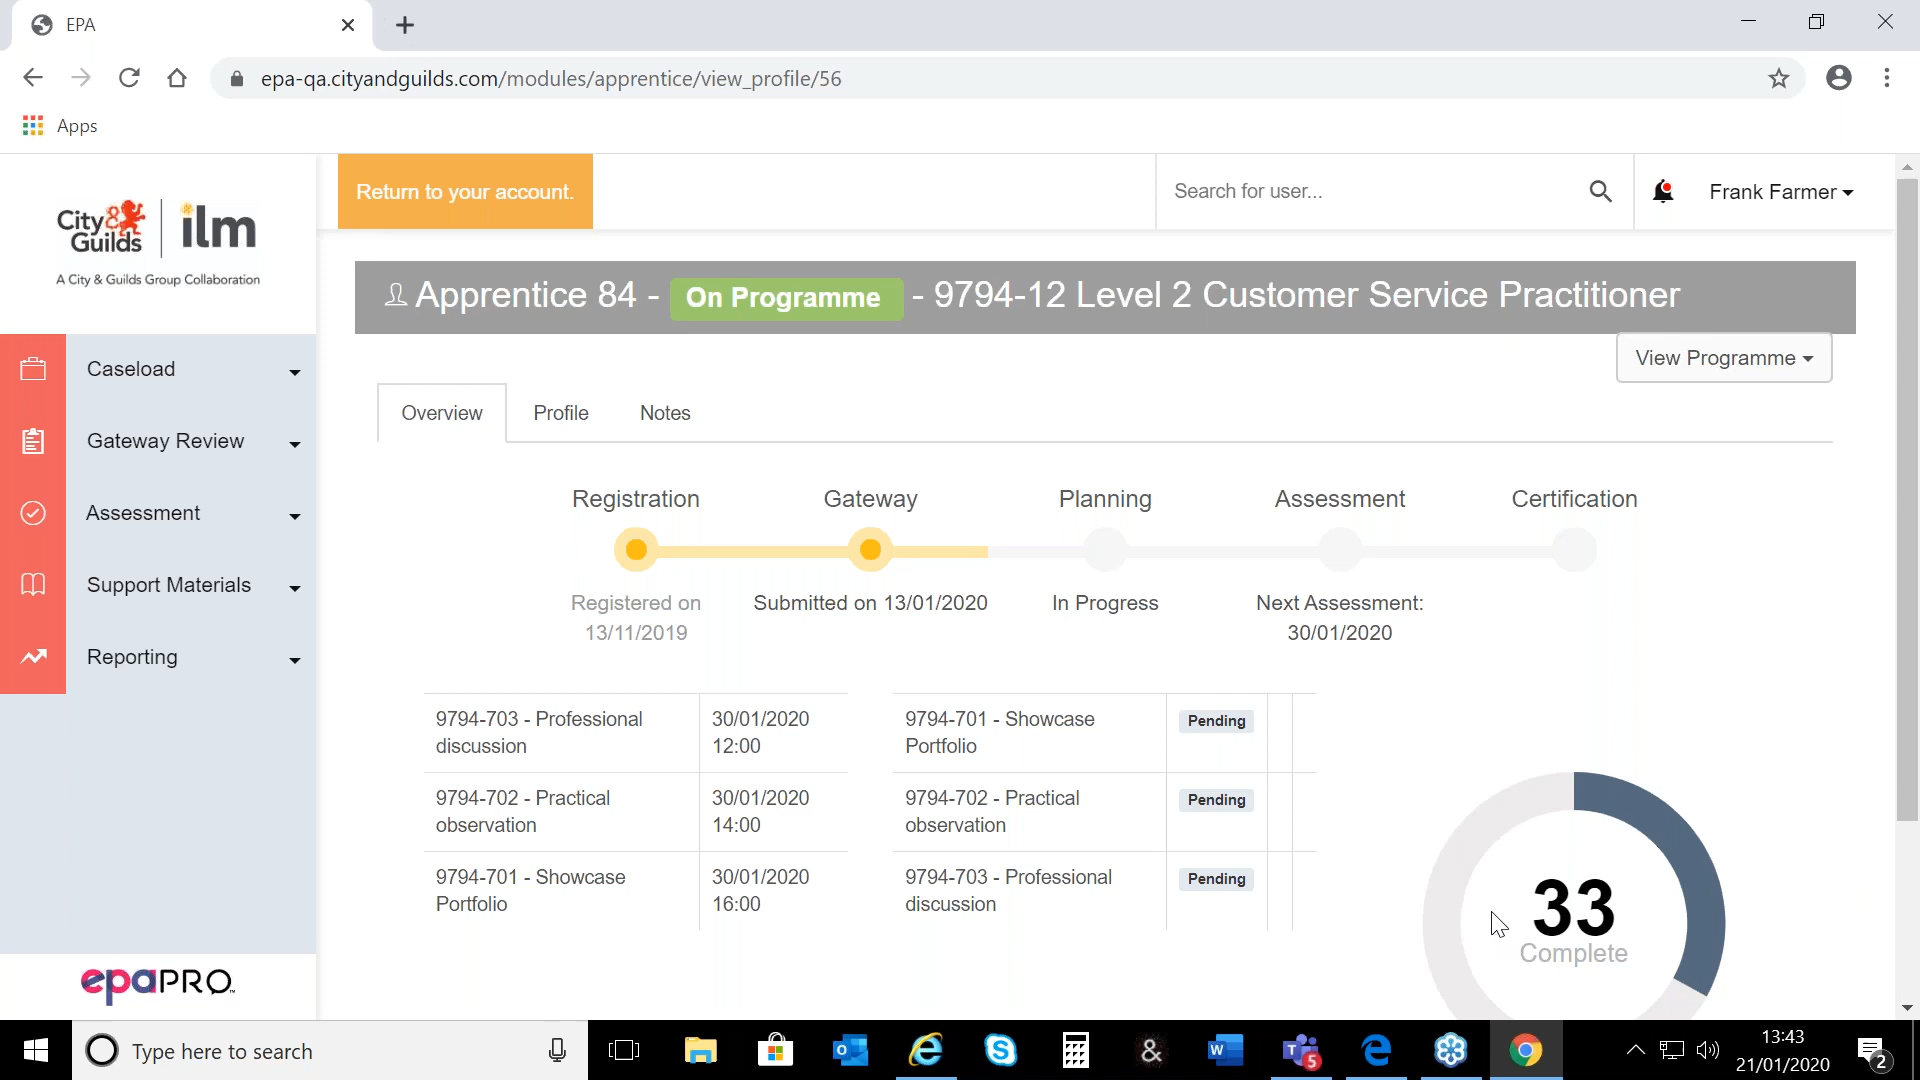 EPA
epa-qa.cityandguilds.com/modules/apprentice/view_profile/56
Apps
City & Guilds
ilm
A City & Guilds Group Collaboration
Return to your account.
Search for user...
Frank Farmer
Apprentice 84 - On Programme - 9794-12 Level 2 Customer Service Practitioner
View Programme
Caseload
Gateway Review
Assessment
Support Materials
Reporting
epaPRO
Overview
Profile
Notes
Registration
Gateway
Planning
Assessment
Certification
Registered on
13/11/2019
Submitted on 13/01/2020
In Progress
Next Assessment:
30/01/2020
9794-703 - Professional
discussion
30/01/2020
12:00
9794-702 - Practical
observation
30/01/2020
14:00
9794-701 - Showcase
Portfolio
30/01/2020
16:00
9794-701 - Showcase
Portfolio
Pending
9794-702 - Practical
observation
Pending
9794-703 - Professional
discussion
Pending
33
Complete
Type here to search
5
13:43
21/01/2020
2